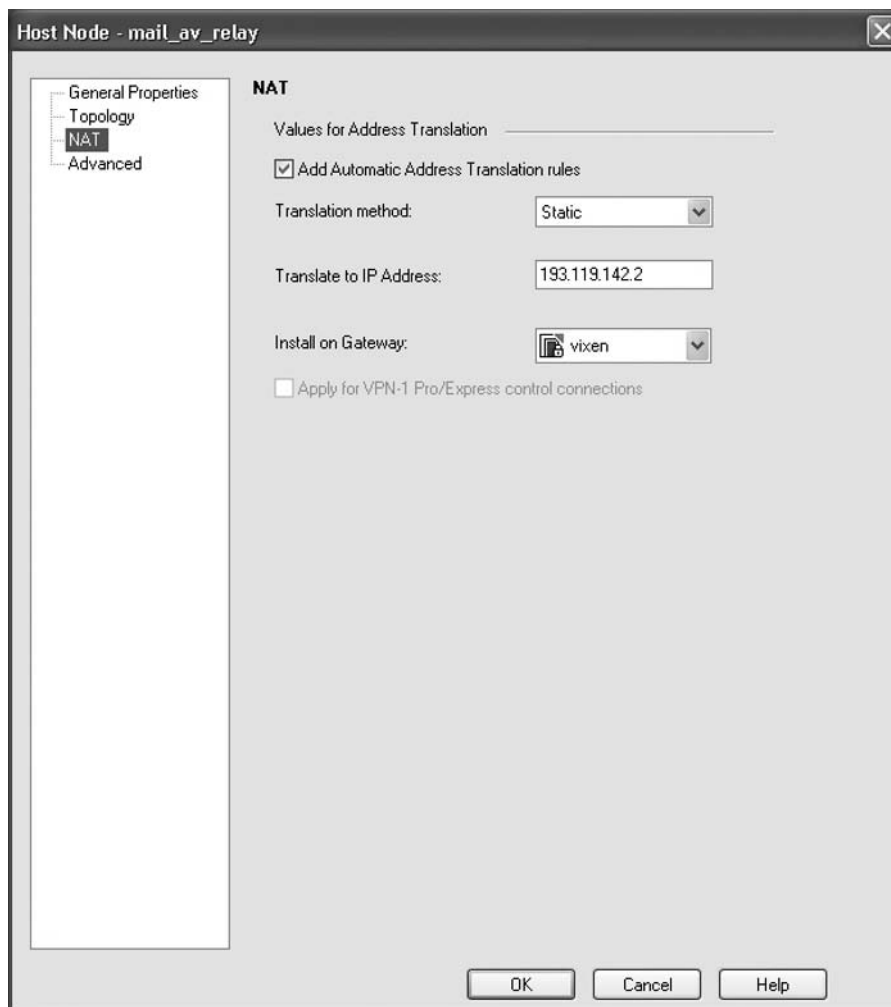 Host Node - mail_av_relay
General Properties
Topology
NAT
Advanced
NAT
Values for Address Translation
Add Automatic Address Translation rules
Translation method:
Static
Translate to IP Address:
193.119.142.2
Install on Gateway:
vixen
Apply for VPN-1 Pro/Express control connections
OK
Cancel
Help